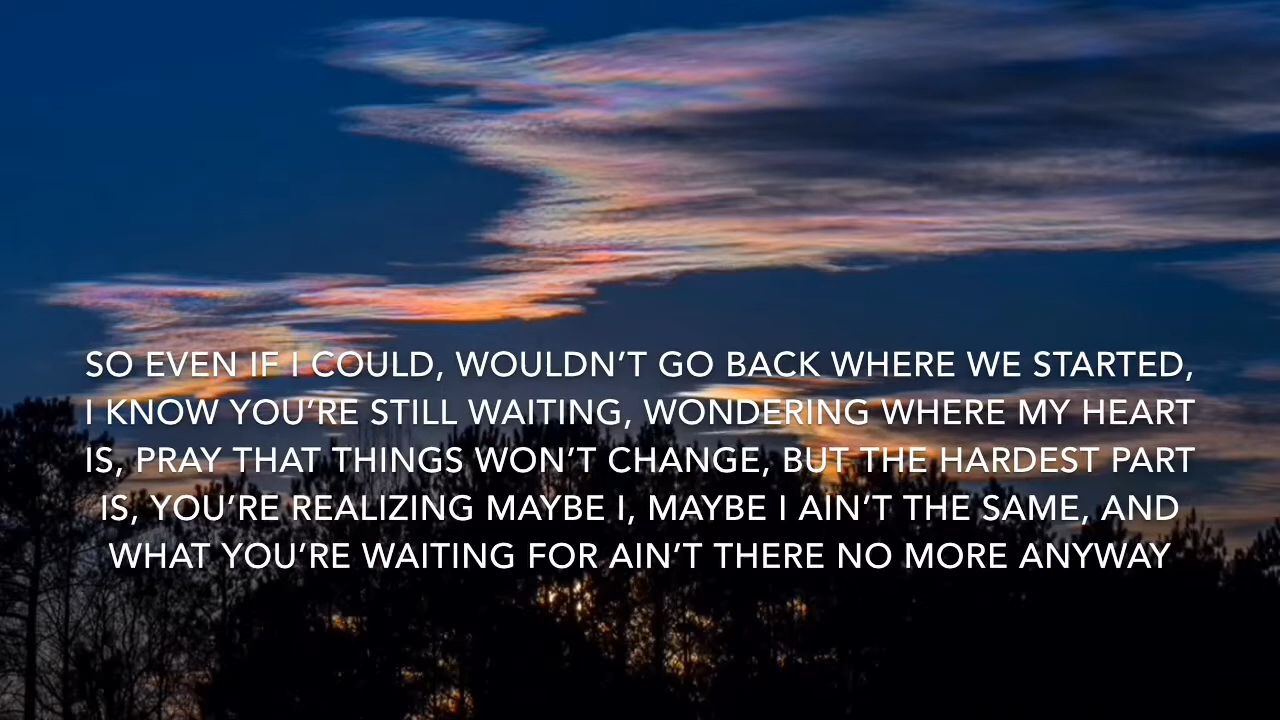 SO EVEN IF I COULD, WOULDN’T GO BACK WHERE WE STARTED,
I KNOW YOU’RE STILL WAITING, WONDERING WHERE MY HEART
IS, PRAY THAT THINGS WON’T CHANGE, BUT THE HARDEST PART
IS, YOU’RE REALIZING MAYBE I, MAYBE I AIN’T THE SAME, AND
WHAT YOU’RE WAITING FOR AIN’T THERE NO MORE ANYWAY